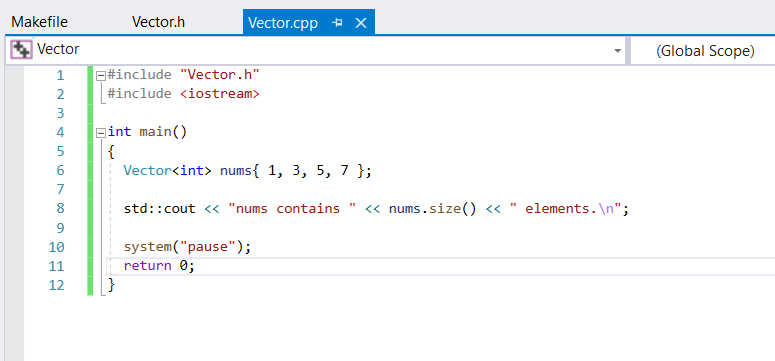 Makefile Vector.h Vector.cpp
Vector (Global Scope)
1 #include "Vector.h"
2 #include <iostream>
3
4 int main()
5 {
6 Vector<int> nums{ 1, 3, 5, 7 };
7
8 std::cout << "nums contains " << nums.size() << " elements.\n";
9
10 system("pause");
11 return 0;
12 }